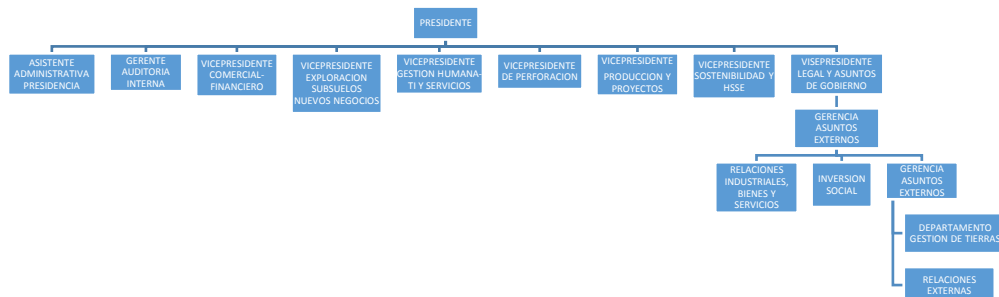 PRESIDENTE
ASISTENTE
ADMINISTRATIVA
PRESIDENCIA
GERENTE
AUDITORIA
INTERNA
VICEPRESIDENTE
COMERCIAL-
FINANCIERO
VICEPRESIDENTE
EXPLORACION
SUBSUELOS
NUEVOS NEGOCIOS
VICEPRESIDENTE
GESTION HUMANA-
TI Y SERVICIOS
VICEPRESIDENTE
DE PERFORACION
VICEPRESIDENTE
PRODUCCION Y
PROYECTOS
VICEPRESIDENTE
SOSTENIBILIDAD Y
HSSE
VISEPRESIDENTE
LEGAL Y ASUNTOS
DE GOBIERNO
GERENCIA
ASUNTOS
EXTERNOS
RELACIONES
INDUSTRIALES,
BIENES Y
SERVICIOS
INVERSION
SOCIAL
GERENCIA
ASUNTOS
EXTERNOS
DEPARTAMENTO
GESTION DE TIERRAS
RELACIONES
EXTERNAS